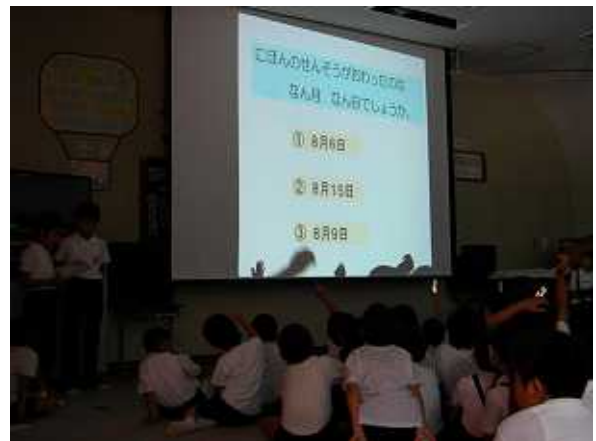 にほんのせんそうがおわったのは
なん月 なん日でしょうか。
① 8月6日
② 8月15日
③ 8月9日